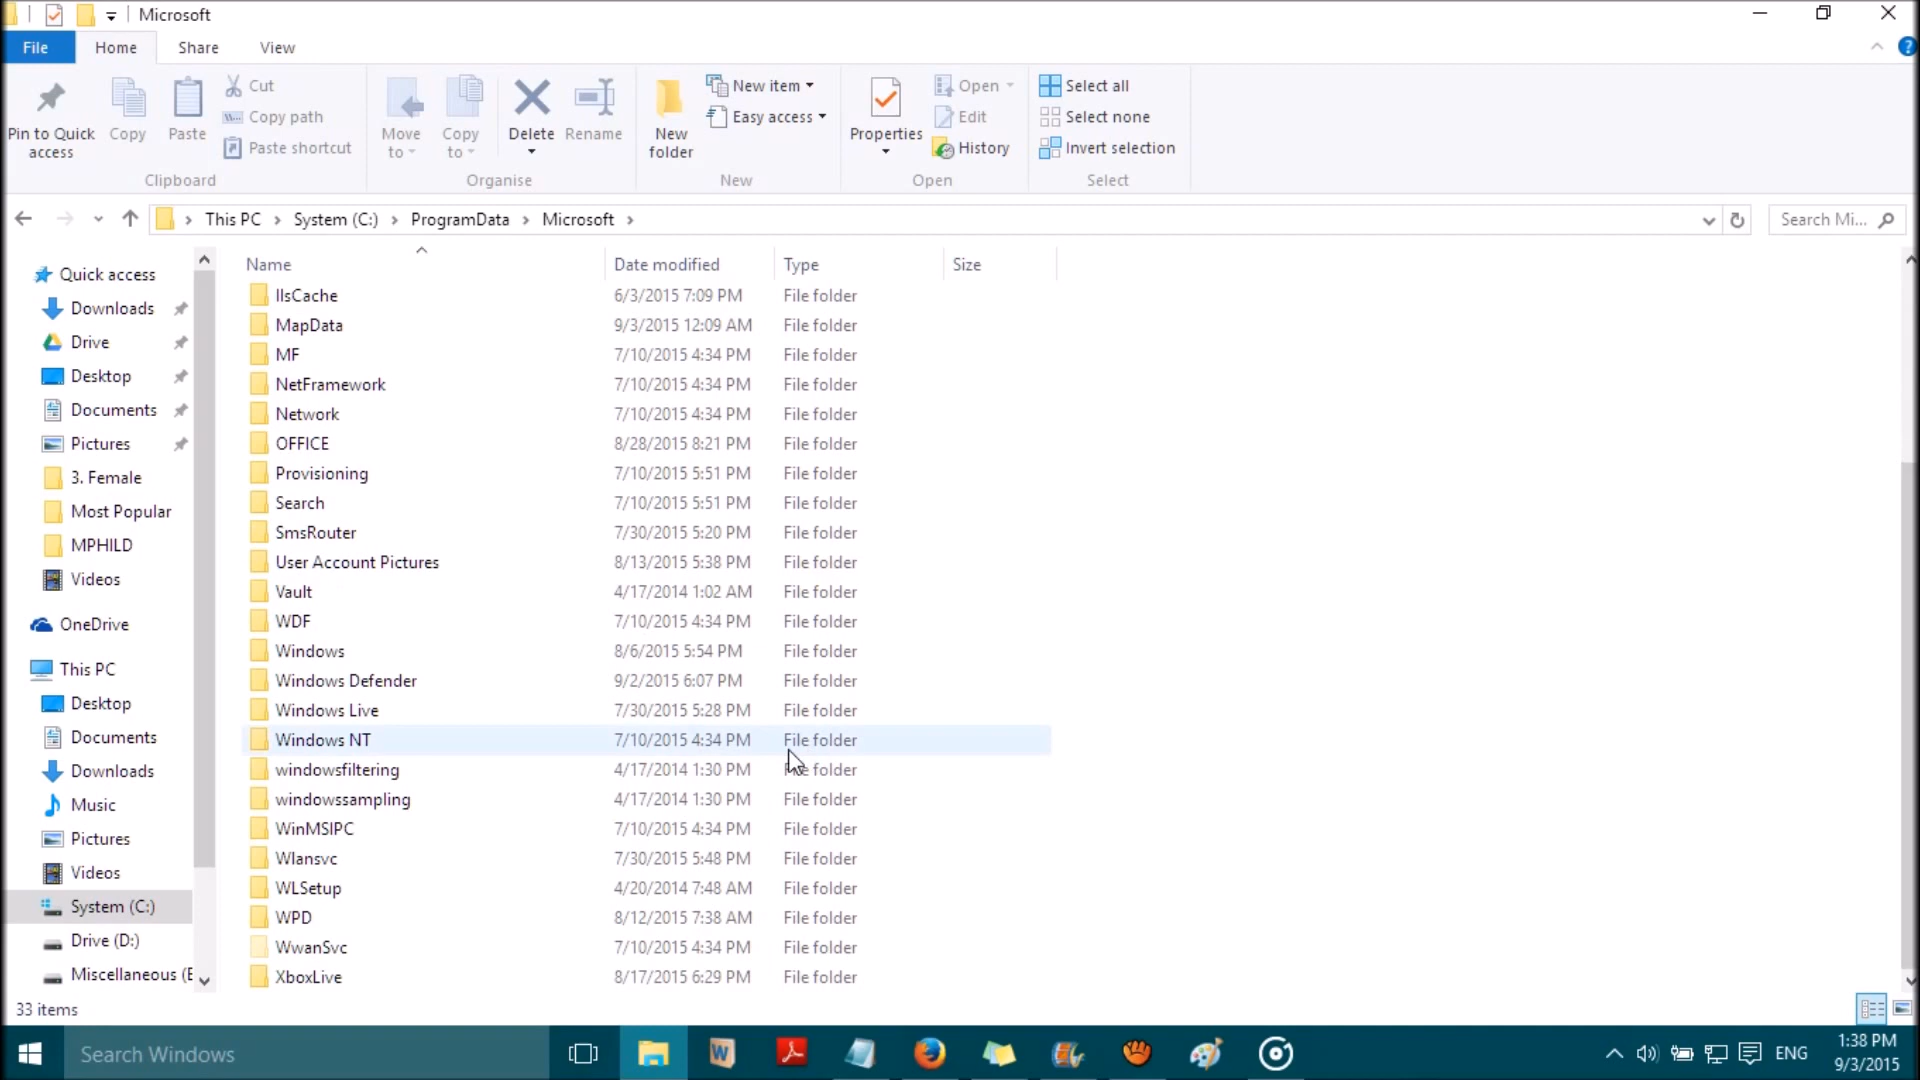 Microsoft
File Home Share View
Pin to Quick access
Copy
Paste
Cut
Copy path
Paste shortcut
Clipboard
Move to
Copy to
Delete
Rename
Organise
New folder
New item
Easy access
New
Properties
Open
Edit
History
Open
Select all
Select none
Invert selection
Select
This PC > System (C:) > ProgramData > Microsoft >
Search Mi...
Quick access
Downloads
Drive
Desktop
Documents
Pictures
3. Female
Most Popular
MPHILD
Videos
OneDrive
This PC
Desktop
Documents
Downloads
Music
Pictures
Videos
System (C:)
Drive (D:)
Miscellaneous (E
Name Date modified Type Size
IlsCache 6/3/2015 7:09 PM File folder
MapData 9/3/2015 12:09 AM File folder
MF 7/10/2015 4:34 PM File folder
NetFramework 7/10/2015 4:34 PM File folder
Network 7/10/2015 4:34 PM File folder
OFFICE 8/28/2015 8:21 PM File folder
Provisioning 7/10/2015 5:51 PM File folder
Search 7/10/2015 5:51 PM File folder
SmsRouter 7/30/2015 5:20 PM File folder
User Account Pictures 8/13/2015 5:38 PM File folder
Vault 4/17/2014 1:02 AM File folder
WDF 7/10/2015 4:34 PM File folder
Windows 8/6/2015 5:54 PM File folder
Windows Defender 9/2/2015 6:07 PM File folder
Windows Live 7/30/2015 5:28 PM File folder
Windows NT 7/10/2015 4:34 PM File folder
windowsfiltering 4/17/2014 1:30 PM File folder
windowssampling 4/17/2014 1:30 PM File folder
WinMSIPC 7/10/2015 4:34 PM File folder
Wlansvc 7/30/2015 5:48 PM File folder
WLSetup 4/20/2014 7:48 AM File folder
WPD 8/12/2015 7:38 AM File folder
WwanSvc 7/10/2015 4:34 PM File folder
XboxLive 8/17/2015 6:29 PM File folder
33 items
Search Windows
ENG
1:38 PM
9/3/2015